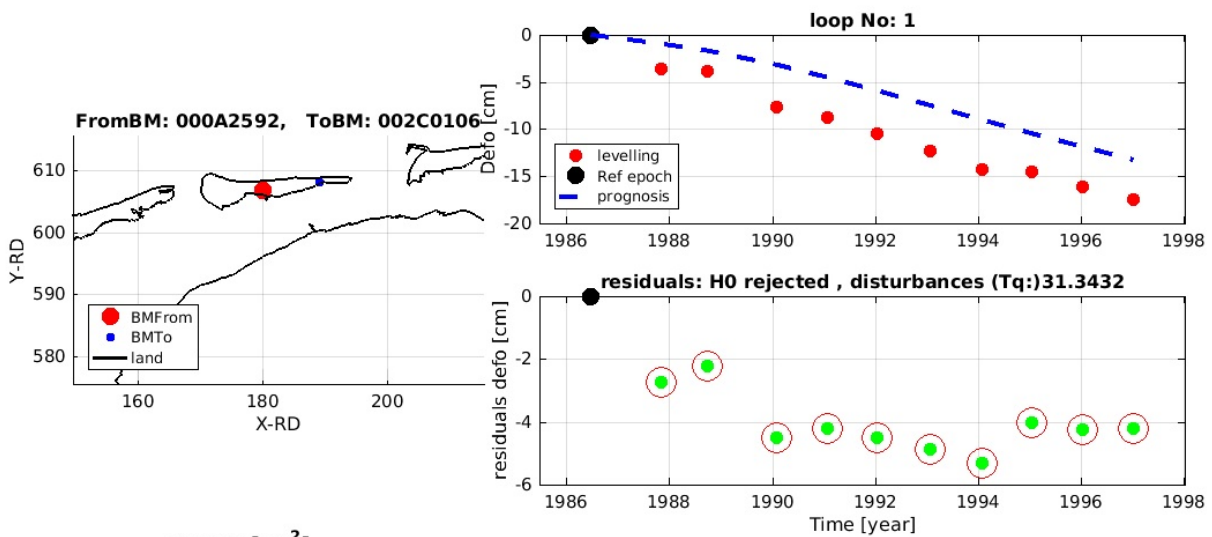 FromBM: 000A2592, ToBM: 002C0106
610
600
590
580
Y-RD
BMFrom
BMTo
land
160
180
200
X-RD
loop No: 1
0
-5
-10
-15
-20
Defo [cm]
levelling
Ref epoch
prognosis
1986
1988
1990
1992
1994
1996
1998
residuals: H0 rejected , disturbances (Tq:)31.3432
0
-2
-4
-6
residuals defo [cm]
1986
1988
1990
1992
1994
1996
1998
Time [year]